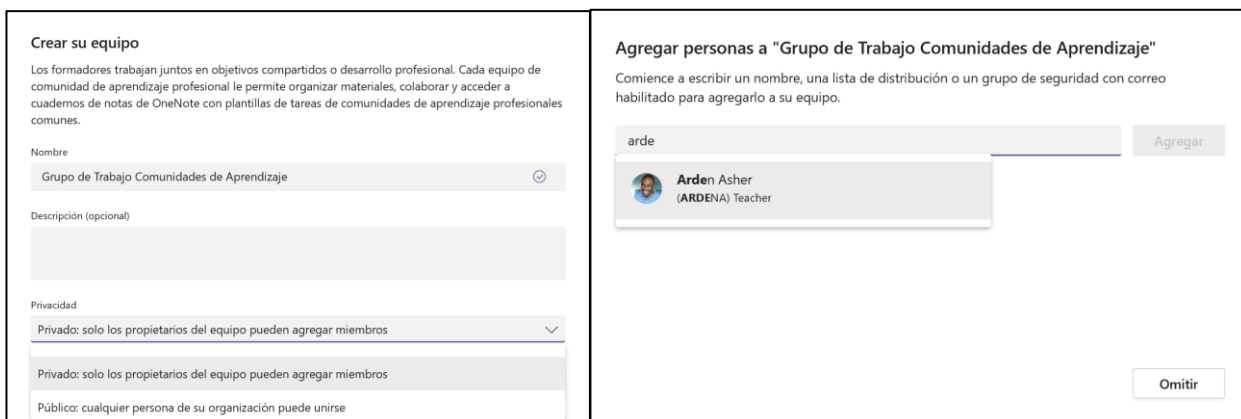 Crear su equipo
Los formadores trabajan juntos en objetivos compartidos o desarrollo profesional. Cada equipo de
comunidad de aprendizaje profesional le permite organizar materiales, colaborar y acceder a
cuadernos de notas de OneNote con plantillas de tareas de comunidades de aprendizaje profesionales
comunes.
Nombre
Grupo de Trabajo Comunidades de Aprendizaje
Descripción (opcional)
Privacidad
Privado: solo los propietarios del equipo pueden agregar miembros
Privado: solo los propietarios del equipo pueden agregar miembros
Público: cualquier persona de su organización puede unirse
Agregar personas a "Grupo de Trabajo Comunidades de Aprendizaje"
Comience a escribir un nombre, una lista de distribución o un grupo de seguridad con correo
habilitado para agregarlo a su equipo.
arde
Agregar
Arden Asher
(ARDENA) Teacher
Omitir